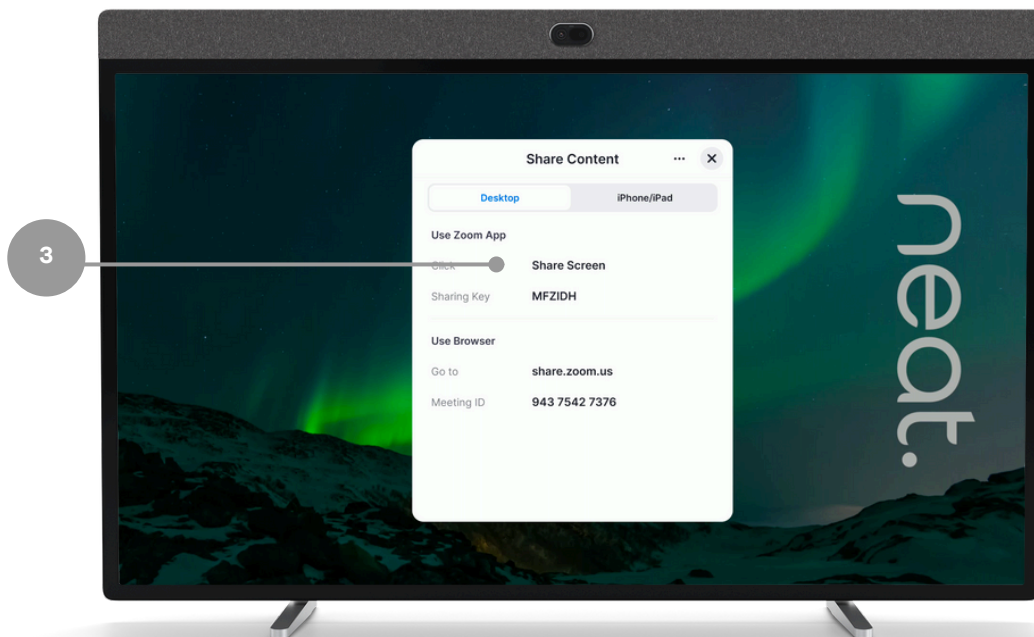 Share Content
Desktop
iPhone/iPad
Use Zoom App
3
Click Share Screen
Sharing Key MFZIDH
Use Browser
Go to share.zoom.us
Meeting ID 943 7542 7376
neat.